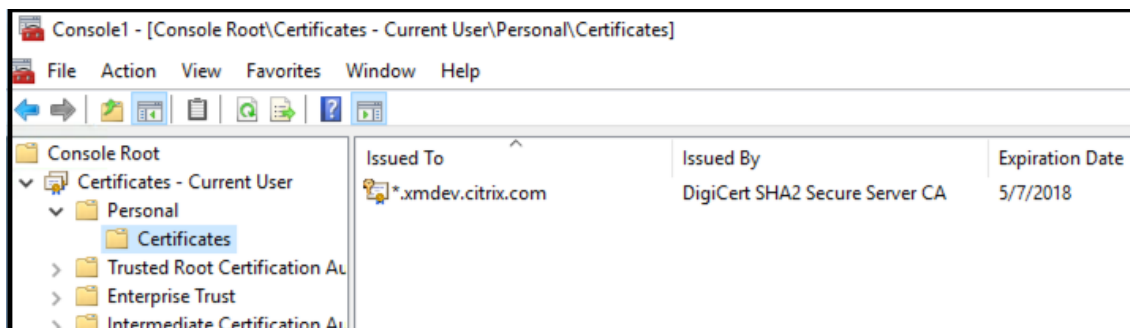 Console1 - [Console Root\Certificates - Current User\Personal\Certificates]
File Action View Favorites Window Help
Console Root
Issued To Issued By Expiration Date
Certificates - Current User
*.xmdev.citrix.com DigiCert SHA2 Secure Server CA 5/7/2018
Personal
Certificates
Trusted Root Certification Au
Enterprise Trust
Intermediate Certification Au